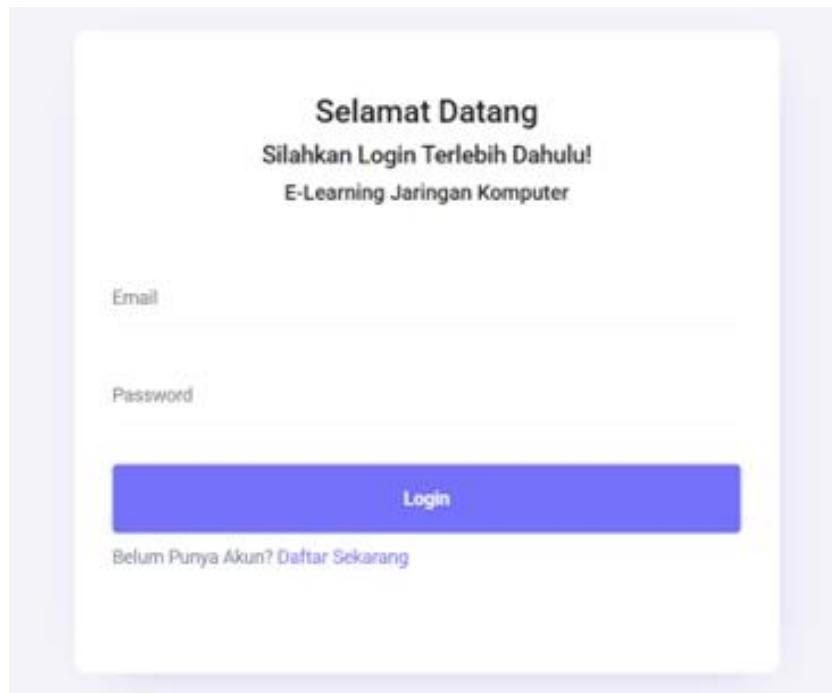 Selamat Datang
Silahkan Login Terlebih Dahulu!
E-Learning Jaringan Komputer
Email
Password
Login
Belum Punya Akun? Daftar Sekarang